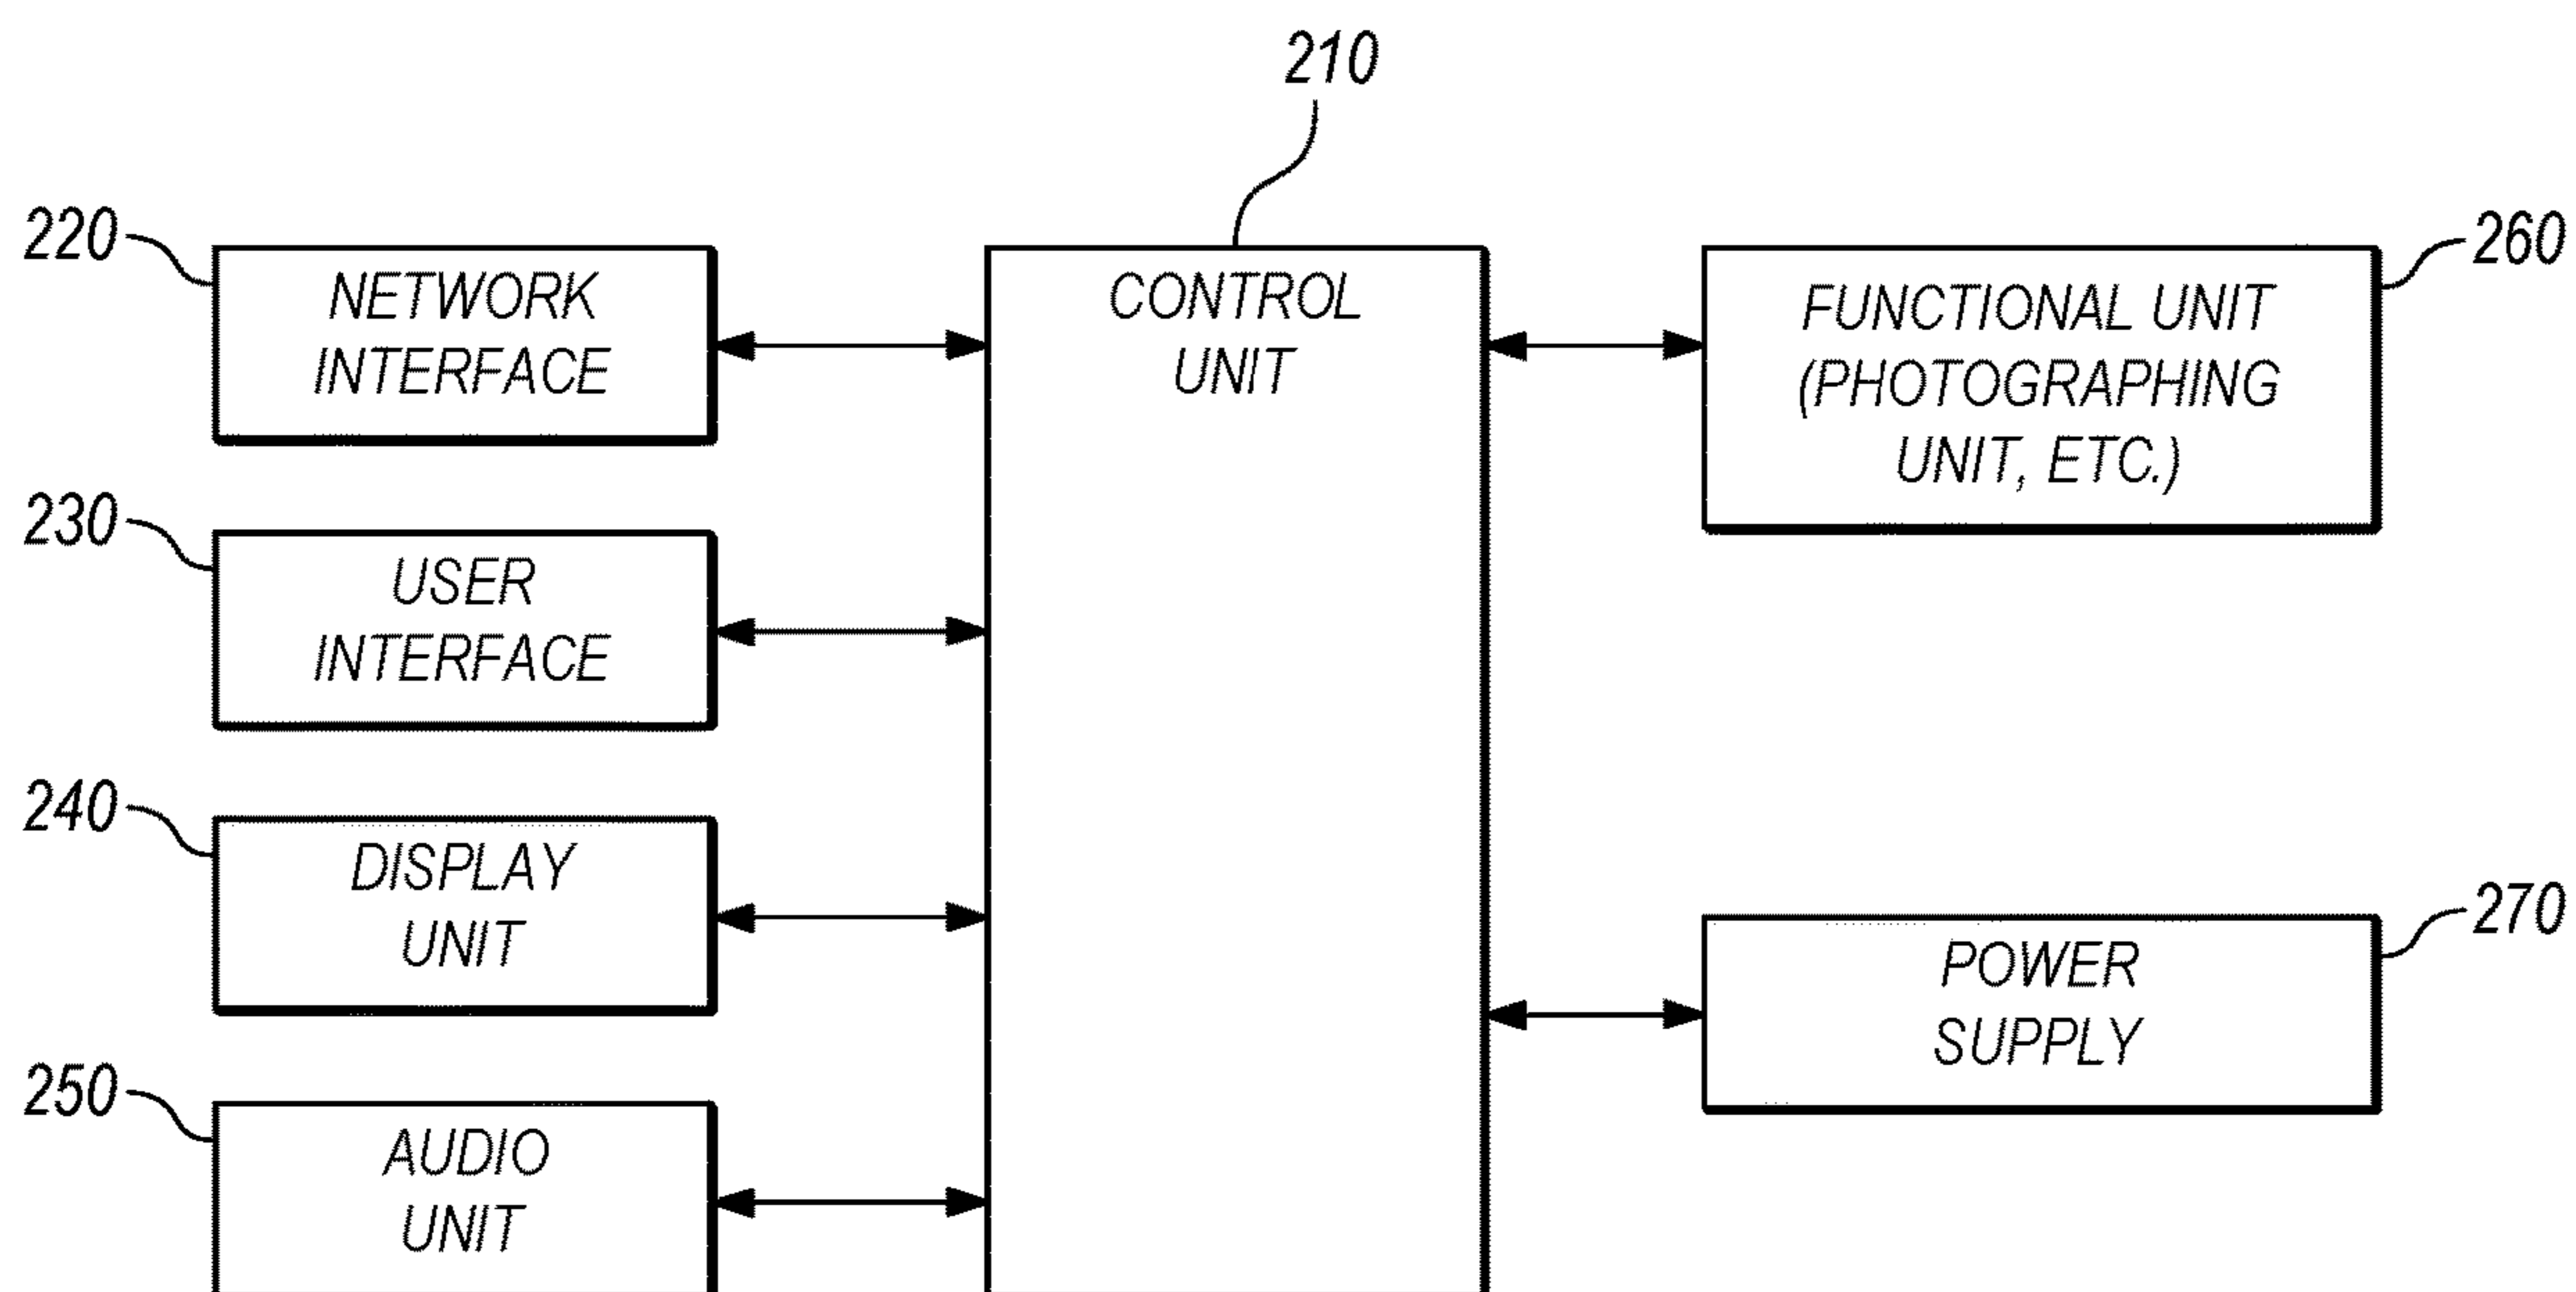 210
220
NETWORK
INTERFACE
CONTROL
UNIT
FUNCTIONAL UNIT
(PHOTOGRAPHING
UNIT, ETC.)
260
230
USER
INTERFACE
240
DISPLAY
UNIT
POWER
SUPPLY
270
250
AUDIO
UNIT